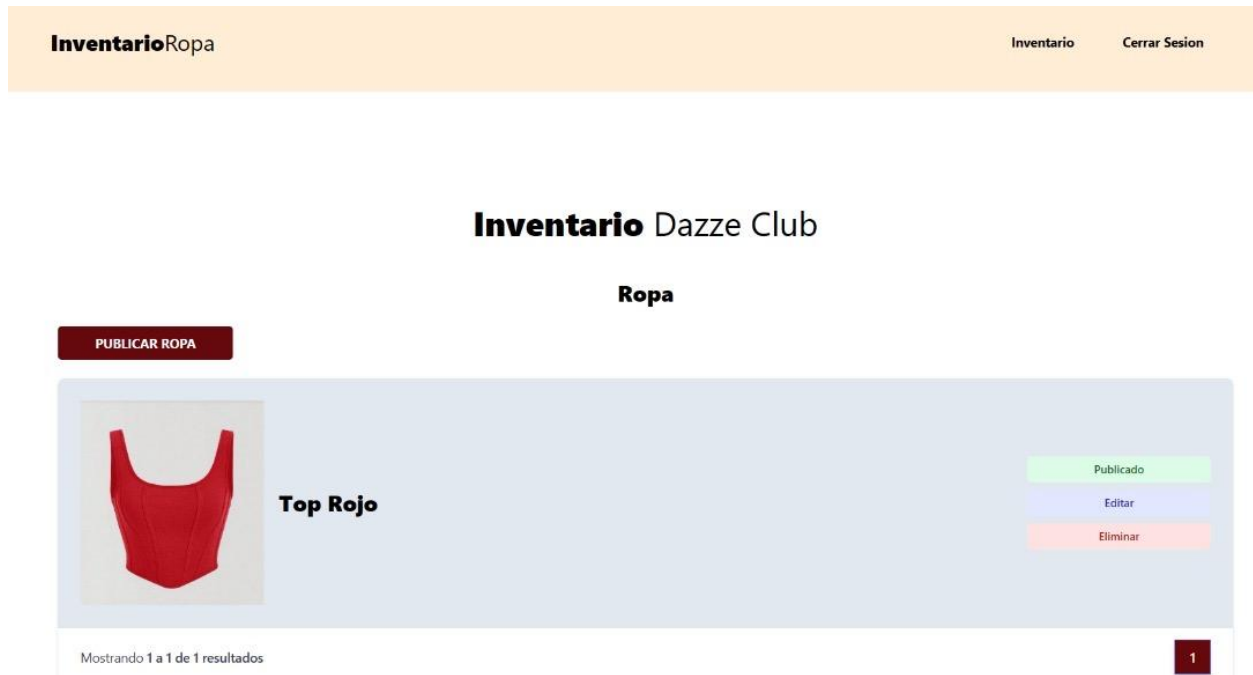 InventarioRopa
Inventario Cerrar Sesion
Inventario Dazze Club
Ropa
PUBLICAR ROPA
Top Rojo
Publicado
Editar
Eliminar
Mostrando 1 a 1 de 1 resultados
1